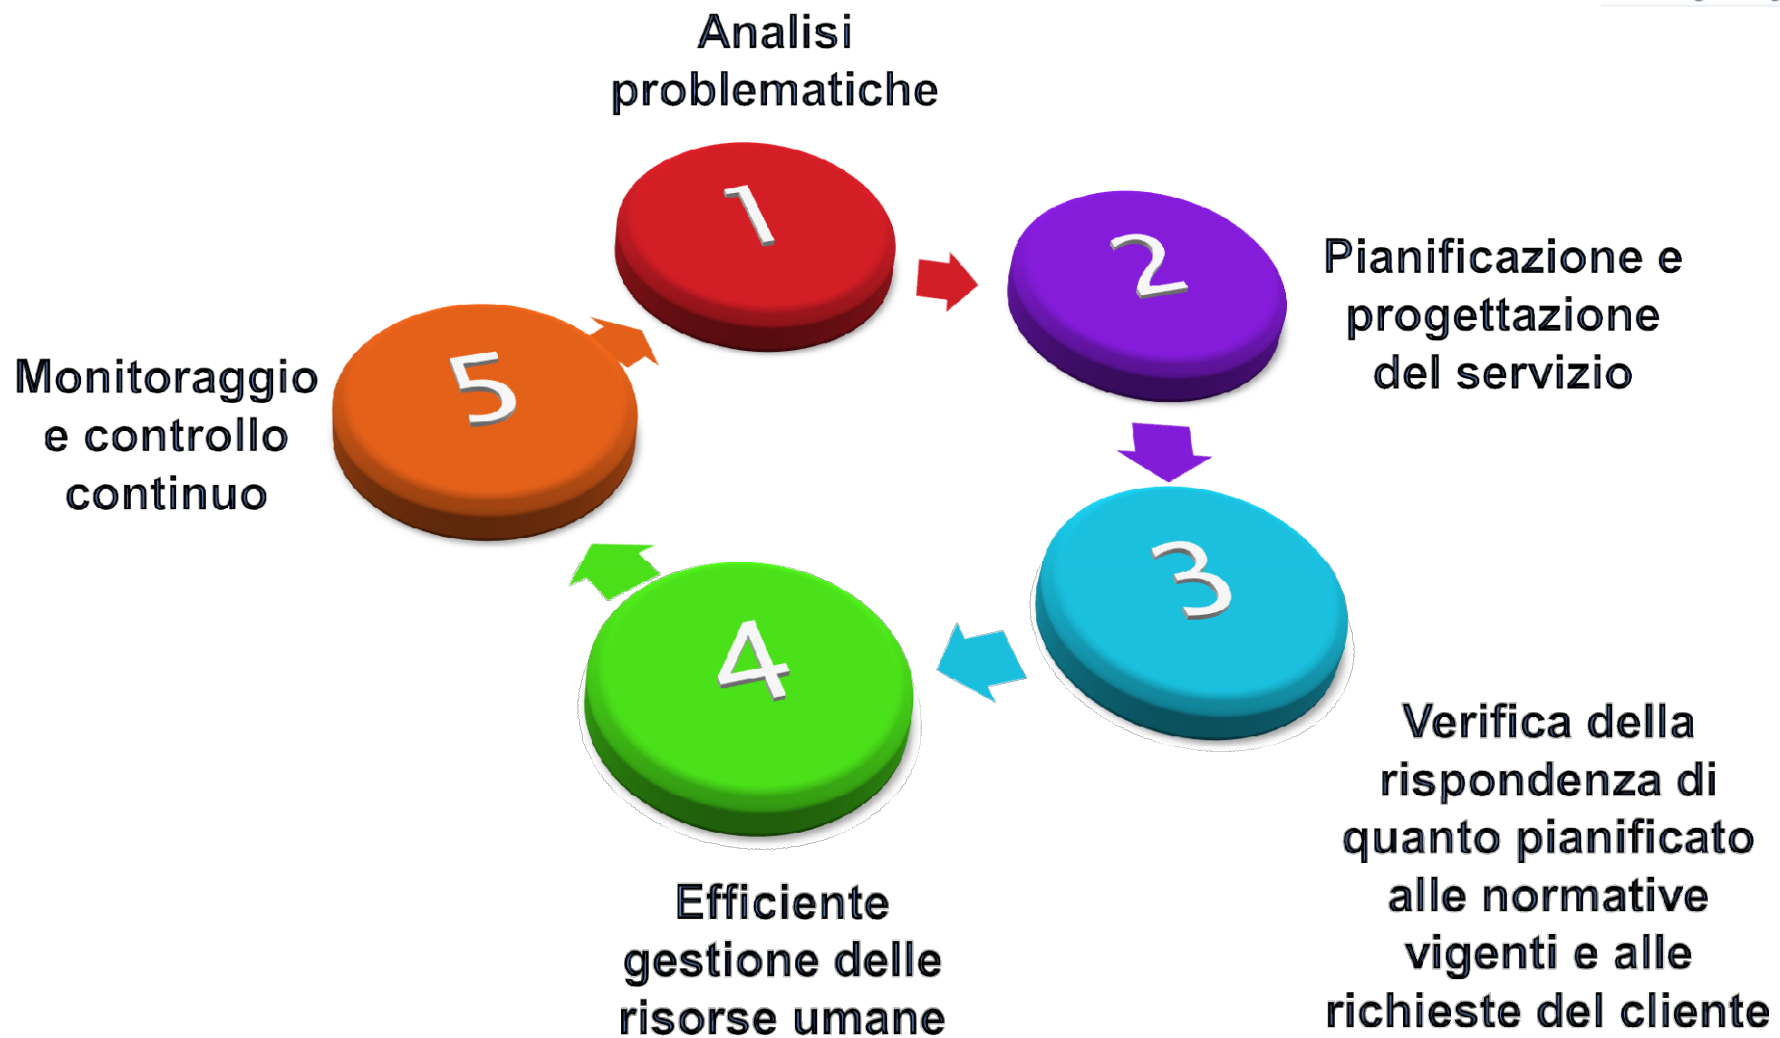 Analisi
problematiche
1
2
Pianificazione e
progettazione
del servizio
3
Verifica della
rispondenza di
quanto pianificato
alle normative
vigenti e alle
richieste del cliente
4
Efficiente
gestione delle
risorse umane
5
Monitoraggio
e controllo
continuo